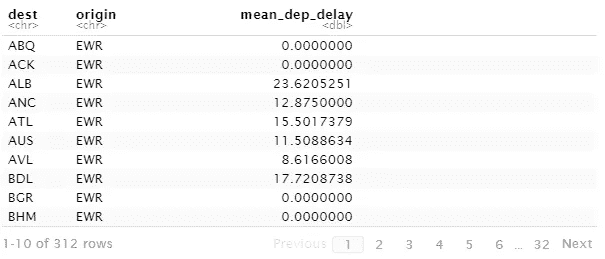 dest origin mean_dep_delay
<chr> <chr> <dbl>
ABQ EWR 0.0000000
ACK EWR 0.0000000
ALB EWR 23.6205251
ANC EWR 12.8750000
ATL EWR 15.5017379
AUS EWR 11.5088634
AVL EWR 8.6166008
BDL EWR 17.7208738
BGR EWR 0.0000000
BHM EWR 0.0000000
1-10 of 312 rows Previous 1 2 3 4 5 6 ... 32 Next